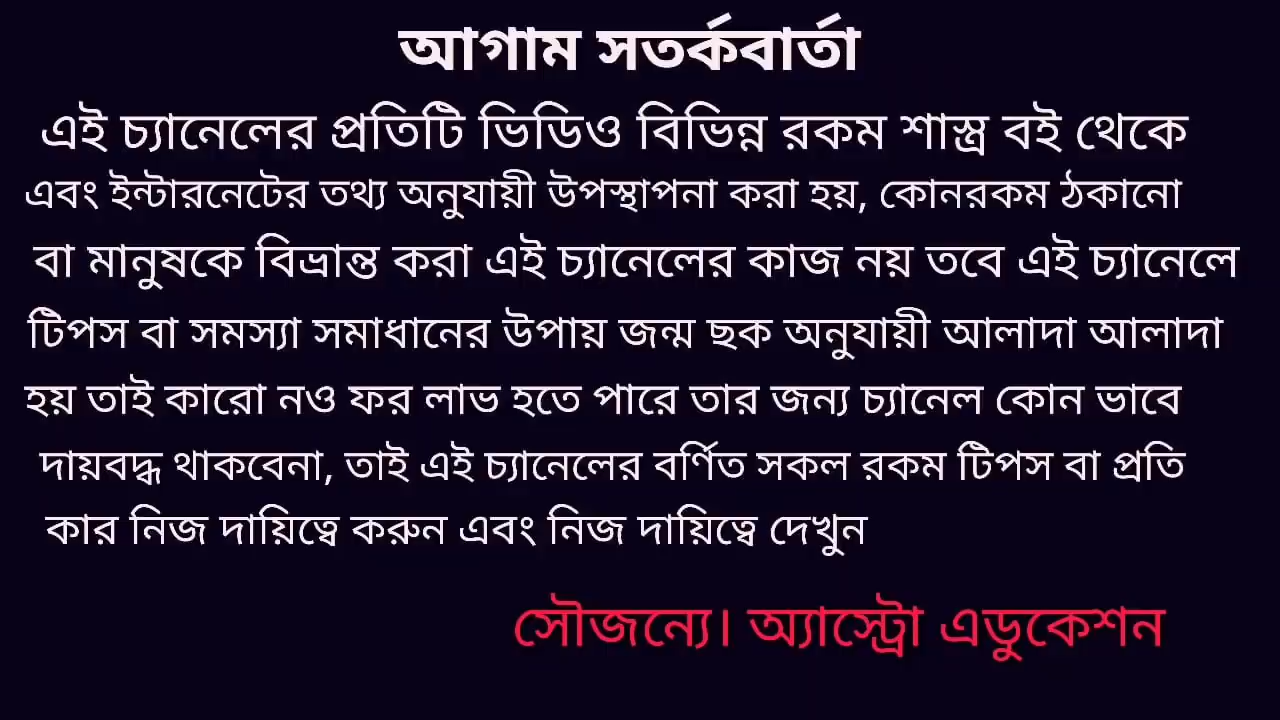 আগাম সতর্কবার্তা
এই চ্যানেলের প্রতিটি ভিডিও বিভিন্ন রকম শাস্ত্র বই থেকে
এবং ইন্টারনেটের তথ্য অনুযায়ী উপস্থাপনা করা হয়, কোনরকম ঠকানো
বা মানুষকে বিভ্রান্ত করা এই চ্যানেলের কাজ নয় তবে এই চ্যানেলে
টিপস বা সমস্যা সমাধানের উপায় জন্ম ছক অনুযায়ী আলাদা আলাদা
হয় তাই কারো নও ফর লাভ হতে পারে তার জন্য চ্যানেল কোন ভাবে
দায়বদ্ধ থাকবেনা, তাই এই চ্যানেলের বর্ণিত সকল রকম টিপস বা প্রতি
কার নিজ দায়িত্বে করুন এবং নিজ দায়িত্বে দেখুন
সৌজন্যে। অ্যাস্ট্রো এডুকেশন